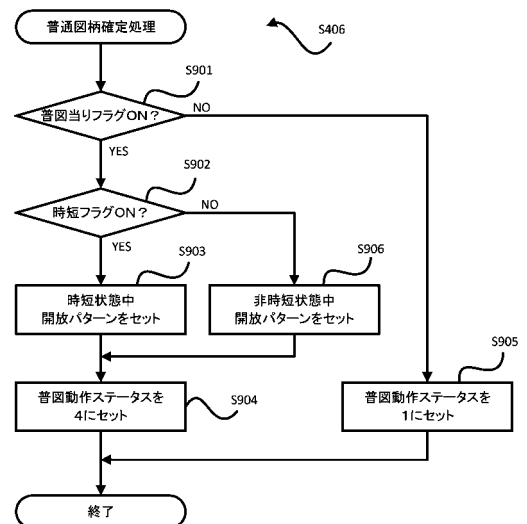 普通図柄確定処理
S406
S901
普図当りフラグON？
NO
YES
S902
時短フラグON？
NO
YES
S903
S906
時短状態中
開放パターンをセット
非時短状態中
開放パターンをセット
S905
普図動作ステータスを
4にセット
S904
普図動作ステータスを
1にセット
終了